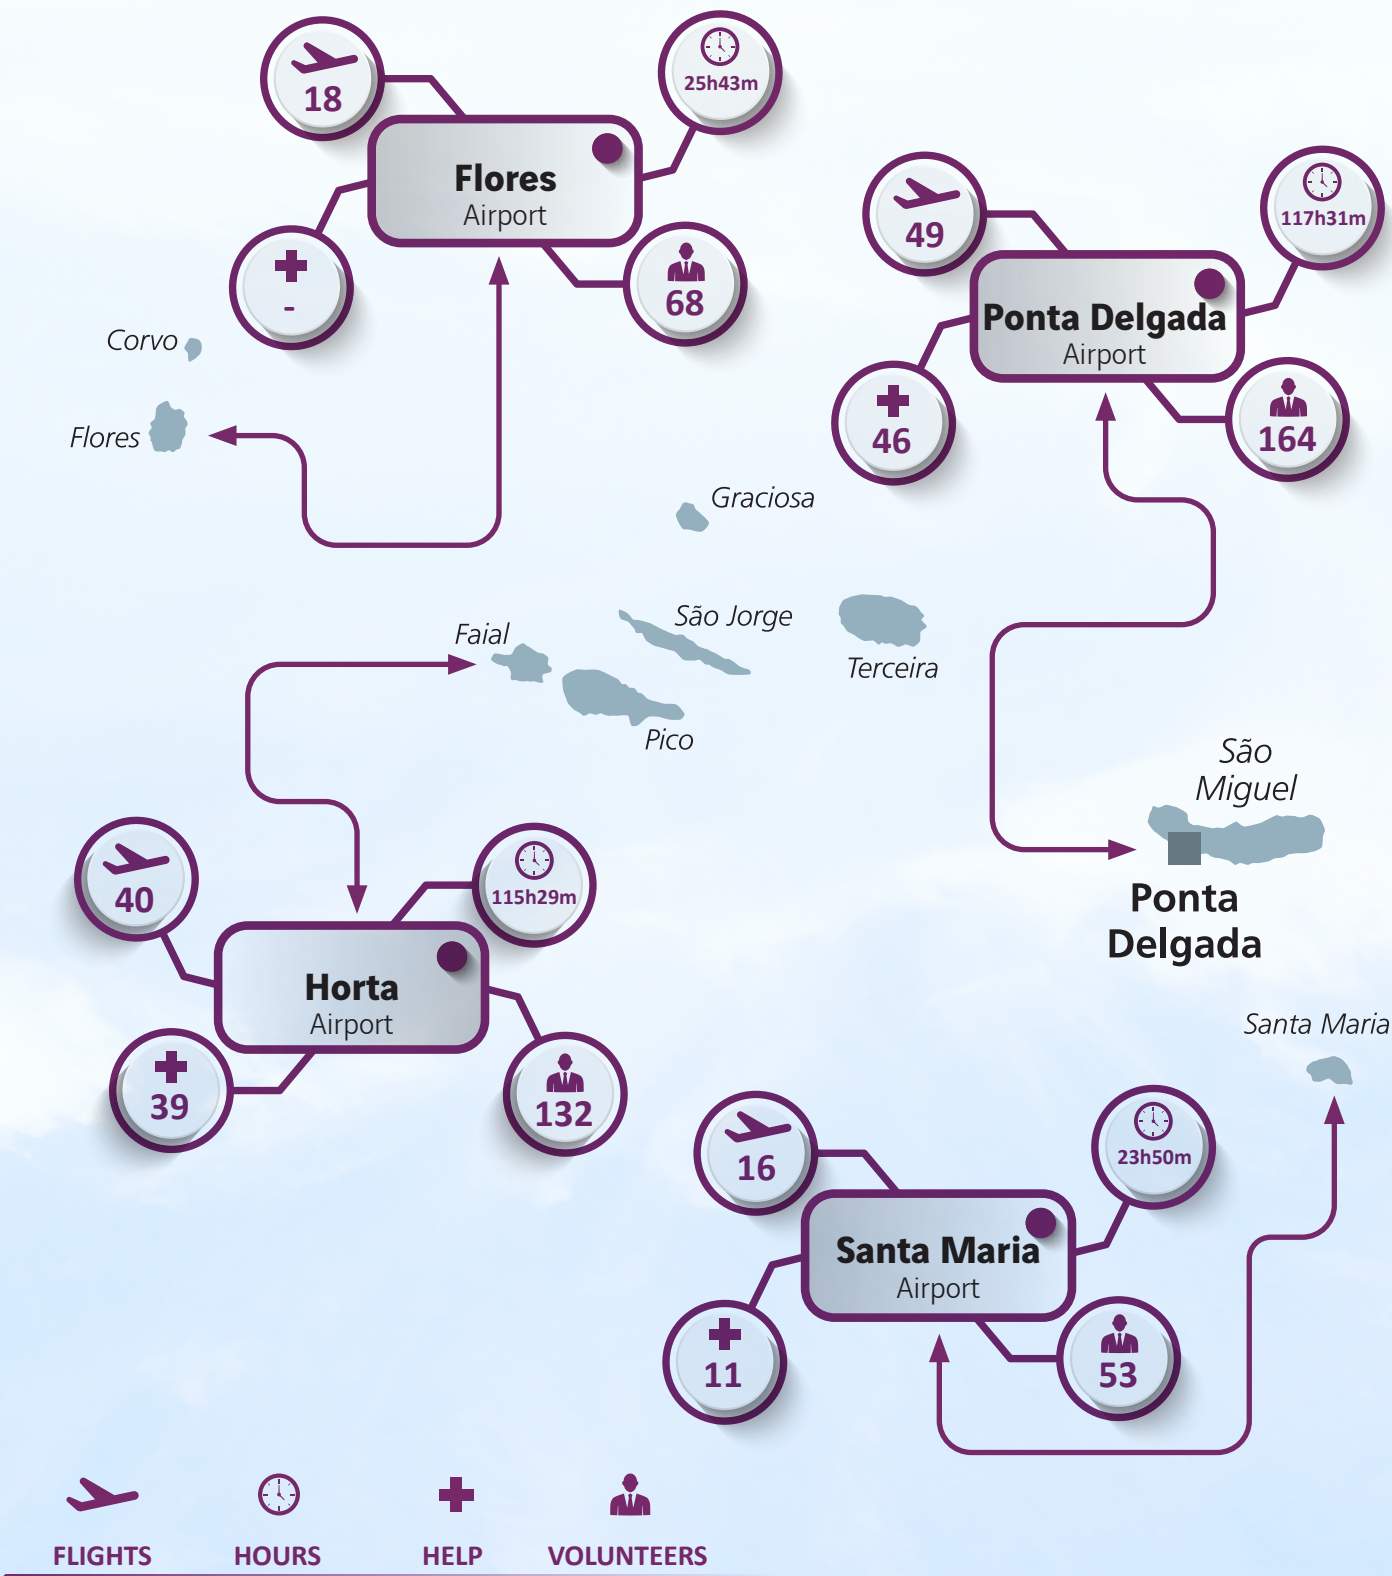 18
25h43m
Flores
Airport
-
68
49
117h31m
Ponta Delgada
Airport
46
164
Corvo
Flores
Graciosa
São Jorge
Faial
Terceira
Pico
São
Miguel
Ponta
Delgada
40
115h29m
Horta
Airport
39
132
Santa Maria
16
23h50m
Santa Maria
Airport
11
53
FLIGHTS
HOURS
HELP
VOLUNTEERS